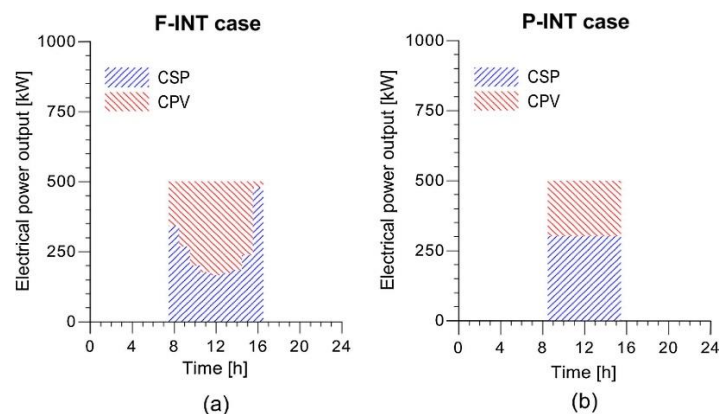 F-INT case
Electrical power output [kW]
1000
750
500
250
0
CSP
CPV
0 4 8 12 16 20 24
Time [h]
(a)
P-INT case
Electrical power output [kW]
1000
750
500
250
0
CSP
CPV
0 4 8 12 16 20 24
Time [h]
(b)